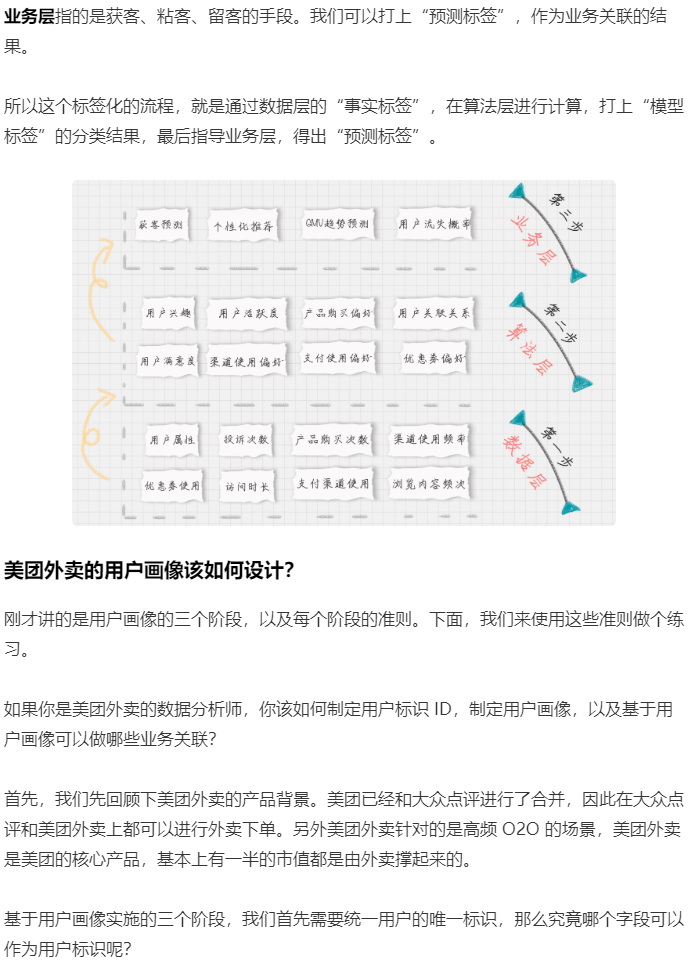 业务层指的是获客、粘客、留客的手段。我们可以打上“预测标签”，作为业务关联的结
果。
所以这个标签化的流程，就是通过数据层的“事实标签”，在算法层进行计算，打上“模型
标签”的分类结果，最后指导业务层，得出“预测标签”。
获客预测 个性化推荐 GMU趋势预测 用户流失概率
第三步
业务层
用户兴趣 用户活跃度 产品购买偏好 用户关联关系
用户满意度 渠道使用偏好 支付使用偏好 优惠券偏好
第二步
算法层
用户属性 投诉次数 产品购买次数 渠道使用频率
优惠券使用 访问时长 支付渠道使用 浏览内容频次
第一步
数据层
美团外卖的用户画像该如何设计？
刚才讲的是用户画像的三个阶段，以及每个阶段的准则。下面，我们来使用这些准则做个练
习。
如果你是美团外卖的数据分析师，你该如何制定用户标识 ID，制定用户画像，以及基于用
户画像可以做哪些业务关联？
首先，我们先回顾下美团外卖的产品背景。美团已经和大众点评进行了合并，因此在大众点
评和美团外卖上都可以进行外卖下单。另外美团外卖针对的是高频 O2O 的场景，美团外卖
是美团的核心产品，基本上有一半的市值都是由外卖撑起来的。
基于用户画像实施的三个阶段，我们首先需要统一用户的唯一标识，那么究竟哪个字段可以
作为用户标识呢？